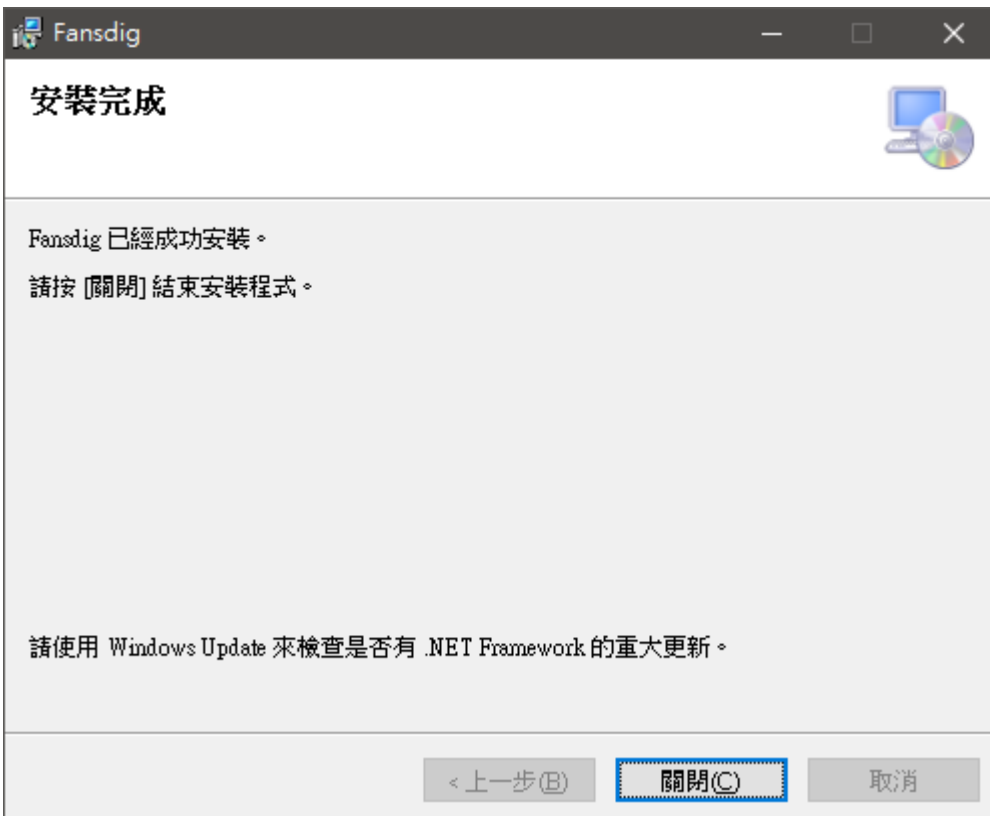 Fansdig
安裝完成
Fansdig 已經成功安裝。
請按 [關閉] 結束安裝程式。
請使用 Windows Update 來檢查是否有 .NET Framework 的重大更新。
< 上一步(B)
關閉(C)
取消